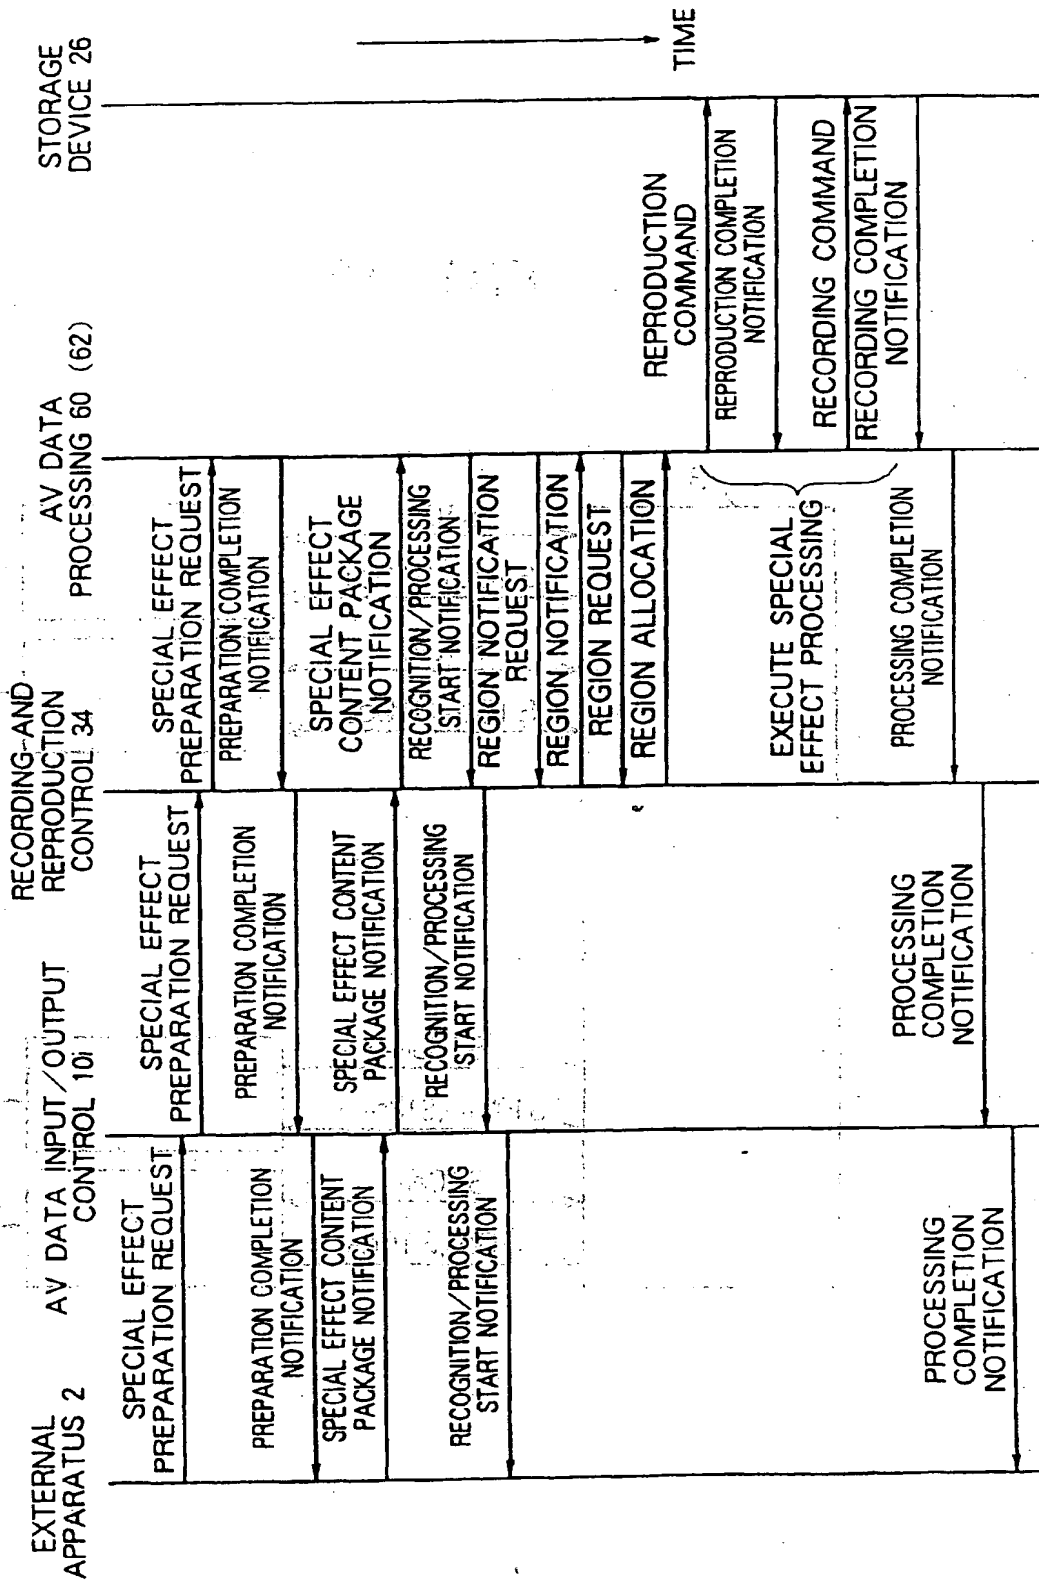 EXTERNAL
APPARATUS 2
AV DATA INPUT/OUTPUT
CONTROL 10i
RECORDING AND
REPRODUCTION
CONTROL 34
AV DATA
PROCESSING 60 (62)
STORAGE
DEVICE 26
TIME
SPECIAL EFFECT
PREPARATION REQUEST
PREPARATION COMPLETION
NOTIFICATION
SPECIAL EFFECT CONTENT
PACKAGE NOTIFICATION
RECOGNITION/PROCESSING
START NOTIFICATION
PROCESSING
COMPLETION
NOTIFICATION
SPECIAL EFFECT
PREPARATION REQUEST
PREPARATION COMPLETION
NOTIFICATION
SPECIAL EFFECT CONTENT
PACKAGE NOTIFICATION
RECOGNITION/PROCESSING
START NOTIFICATION
PROCESSING
COMPLETION
NOTIFICATION
SPECIAL EFFECT
PREPARATION REQUEST
PREPARATION COMPLETION
NOTIFICATION
SPECIAL EFFECT
CONTENT PACKAGE
NOTIFICATION
RECOGNITION/PROCESSING
START NOTIFICATION
REGION NOTIFICATION
REQUEST
REGION NOTIFICATION
REGION REQUEST
REGION ALLOCATION
EXECUTE SPECIAL
EFFECT PROCESSING
PROCESSING COMPLETION
NOTIFICATION
REPRODUCTION
COMMAND
REPRODUCTION COMPLETION
NOTIFICATION
RECORDING COMMAND
RECORDING COMPLETION
NOTIFICATION